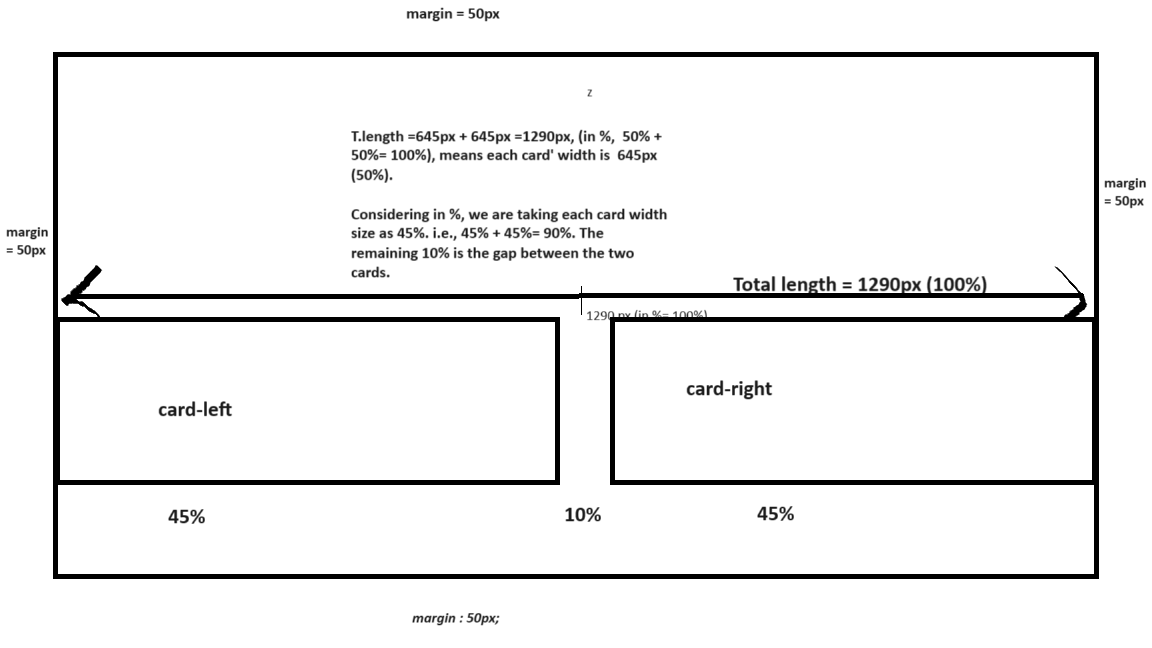 margin = 50px
z
T.length =645px + 645px =1290px, (in %,  50% +
50%= 100%), means each card' width is  645px
(50%).
margin
= 50px
Considering in %, we are taking each card width
size as 45%. i.e., 45% + 45%= 90%. The
remaining 10% is the gap between the two
cards.
margin
= 50px
Total length = 1290px (100%)
1290 px (in %= 100%)
card-left
card-right
45%
10%
45%
margin : 50px;